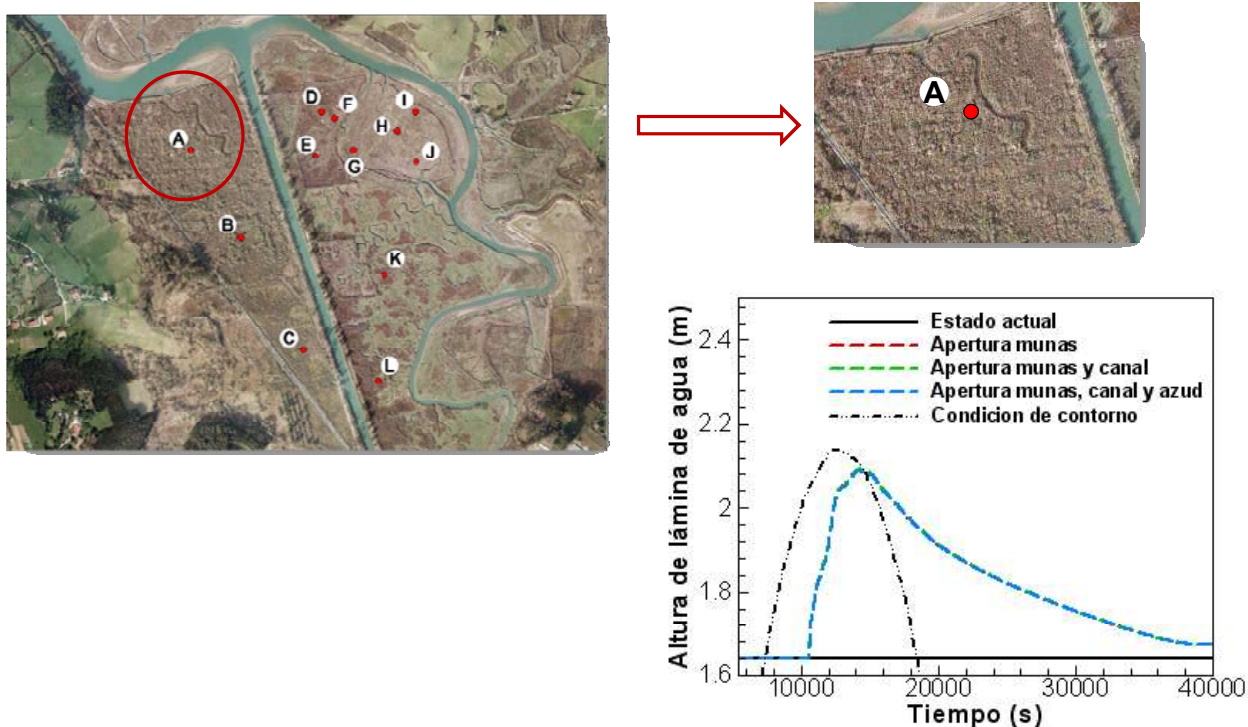 A
B
C
D
E
F
G
H
I
J
K
L
A
Altura de lámina de agua (m)
2.4
2.2
2
1.8
1.6
Estado actual
Apertura munas
Apertura munas y canal
Apertura munas, canal y azud
Condicion de contorno
10000 20000 30000 40000
Tiempo (s)